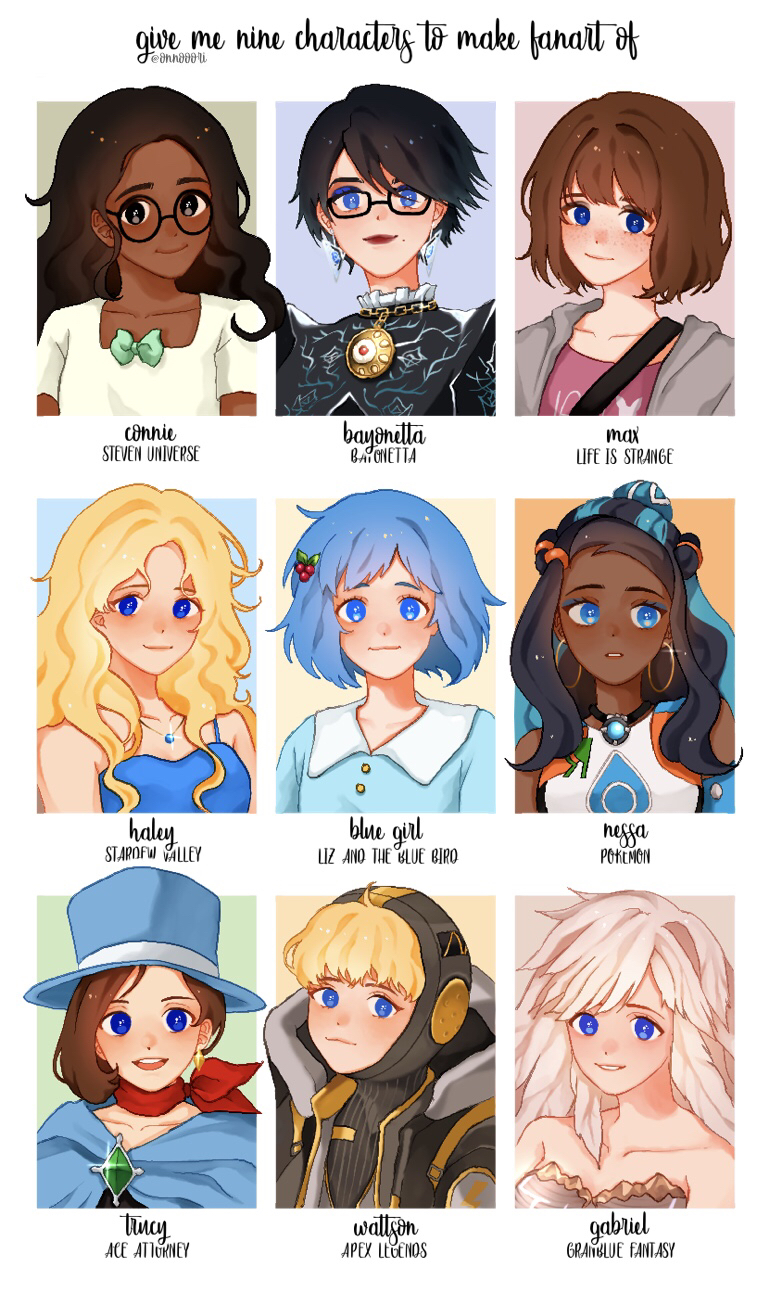 give me nine characters to make fanart of
@onnooori
connie
STEVEN UNIVERSE
bayonetta
BAYONETTA
max
LIFE IS STRANGE
haley
STARDEW VALLEY
blue girl
LIZ AND THE BLUE BIRD
nessa
POKEMON
trucy
ACE ATTORNEY
wattson
APEX LEGENDS
gabriel
GRANBLUE FANTASY